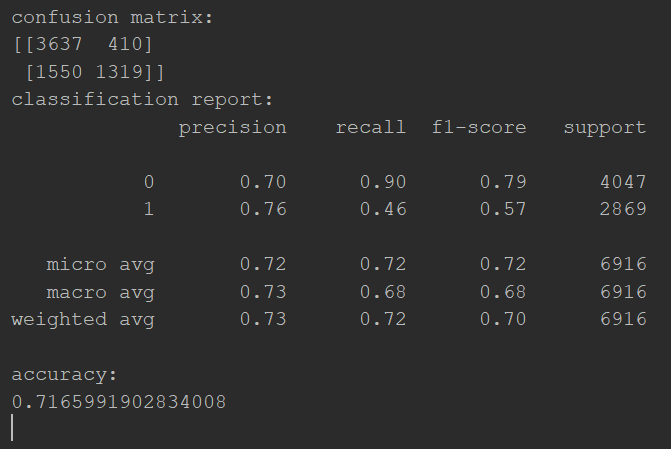 confusion matrix:
[[3637  410]
 [1550 1319]]
classification report:
              precision    recall  f1-score   support

           0       0.70      0.90      0.79      4047
           1       0.76      0.46      0.57      2869

   micro avg       0.72      0.72      0.72      6916
   macro avg       0.73      0.68      0.68      6916
weighted avg       0.73      0.72      0.70      6916

accuracy:
0.7165991902834008